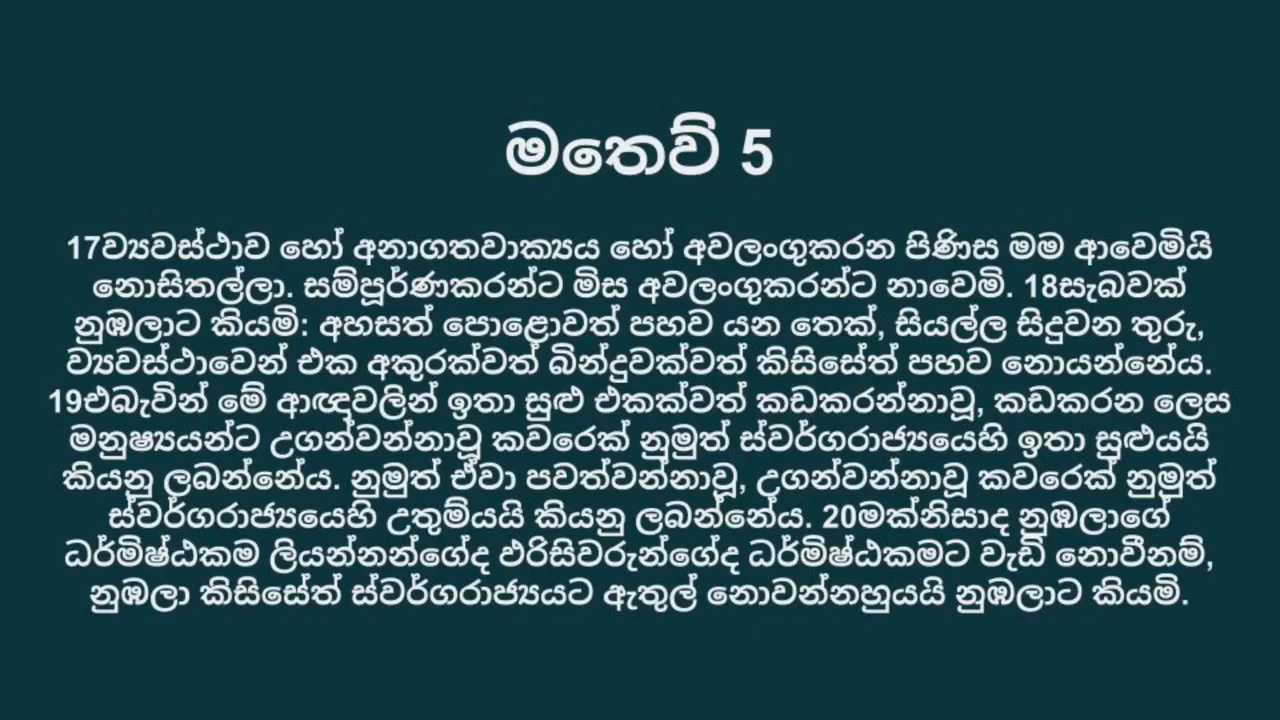 මතෙව් 5
17ව්‍යවස්ථාව හෝ අනාගතවාක්‍යය හෝ අවලංගුකරන පිණිස මම ආවෙමියි
නොසිතල්ලා. සම්පූර්ණකරන්ට මිස අවලංගුකරන්ට නාවෙමි. 18සැබවක්
නුඹලාට කියමි: අහසත් පොළොවත් පහව යන තෙක්, සියල්ල සිදුවන තුරු,
ව්‍යවස්ථාවෙන් එක අකුරක්වත් බින්දුවක්වත් කිසිසේත් පහව නොයන්නේය.
19එබැවින් මේ ආඥාවලින් ඉතා සුළු එකක්වත් කඩකරන්නාවූ, කඩකරන ලෙස
මනුෂ්‍යයන්ට උගන්වන්නාවූ කවරෙක් නුමුත් ස්වර්ගරාජ්‍යයෙහි ඉතා සුළුයයි
කියනු ලබන්නේය. නුමුත් ඒවා පවත්වන්නාවූ, උගන්වන්නාවූ කවරෙක් නුමුත්
ස්වර්ගරාජ්‍යයෙහි උතුම්යයි කියනු ලබන්නේය. 20මක්නිසාද නුඹලාගේ
ධර්මිෂ්ඨකම ලියන්නන්ගේද ඵරිසිවරුන්ගේද ධර්මිෂ්ඨකමට වැඩි නොවීනම්,
නුඹලා කිසිසේත් ස්වර්ගරාජ්‍යයට ඇතුල් නොවන්නහුයයි නුඹලාට කියමි.